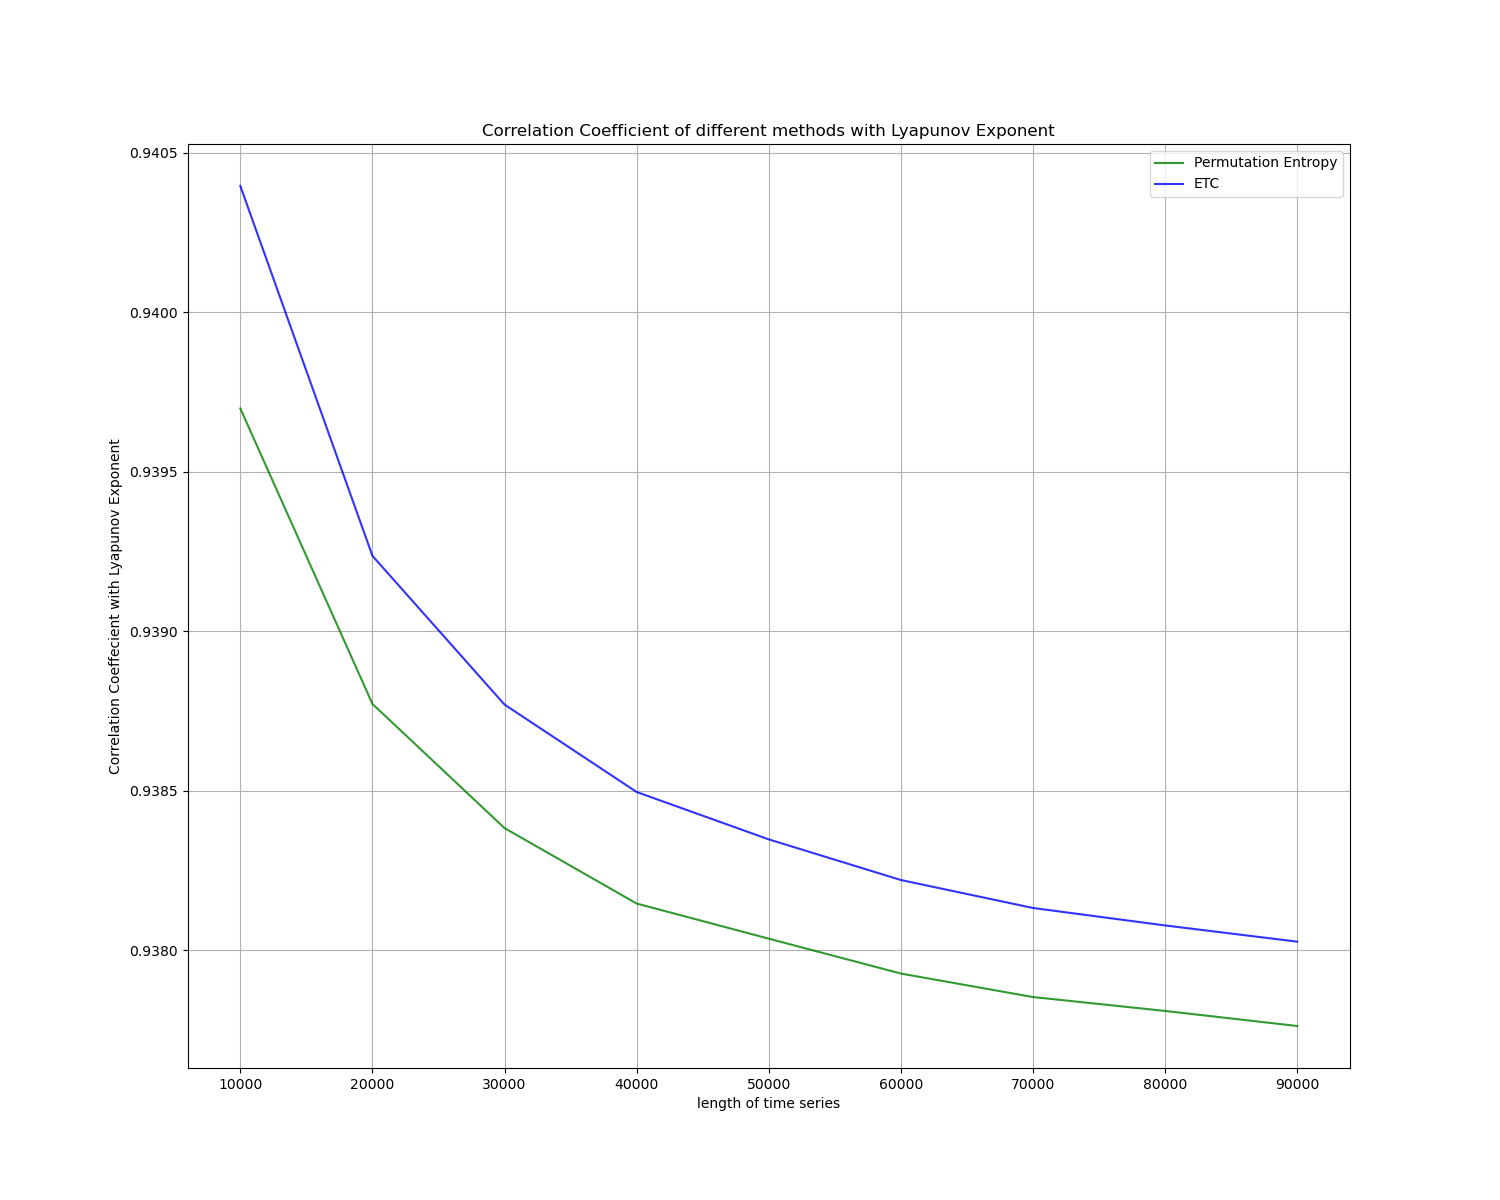 Correlation Coefficient of different methods with Lyapunov Exponent
0.9405
0.9400
0.9395
0.9390
0.9385
0.9380
Correlation Coeffecient with Lyapunov Exponent
Permutation Entropy
ETC
10000 20000 30000 40000 50000 60000 70000 80000 90000
length of time series